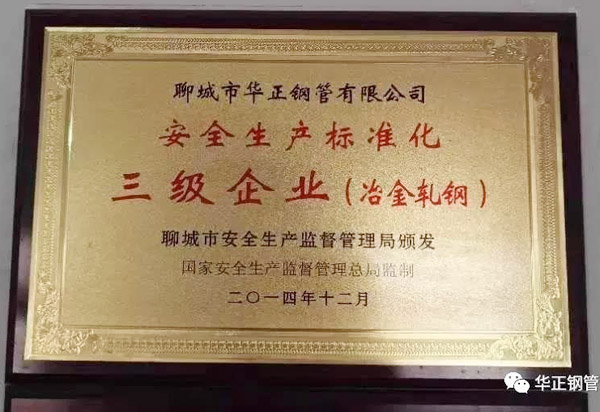 聊城市华正钢管有限公司
安全生产标准化
三级企业（冶金轧钢）
聊城市安全生产监督管理局颁发
国家安全生产监督管理总局监制
二〇一四年十二月
华正钢管